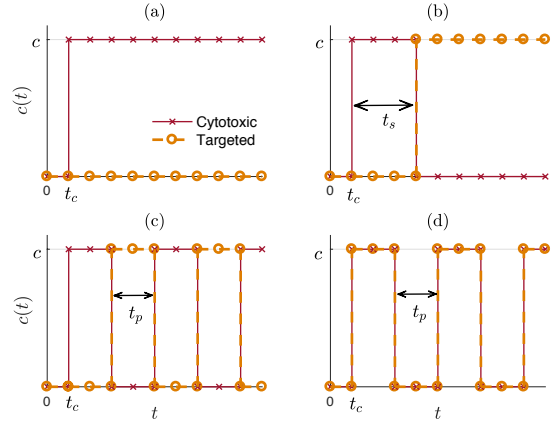 (a)
(b)
c
c(t)
Cytotoxic
Targeted
0
t_c
c
t_s
0
t_c
(c)
(d)
c
c(t)
t_p
0
t_c
t
c
t_p
0
t_c
t